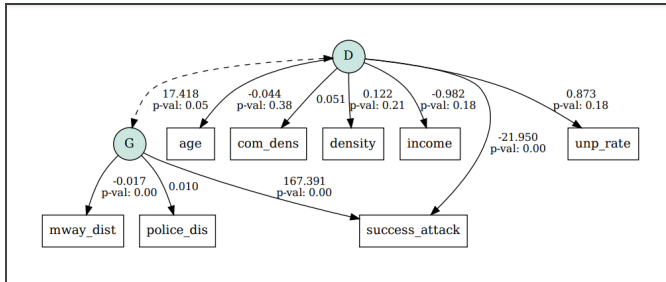 D
17.418
p-val: 0.05
-0.044
p-val: 0.38
0.051
0.122
p-val: 0.21
-0.982
p-val: 0.18
0.873
p-val: 0.18
G
age
com_dens
density
income
-21.950
p-val: 0.00
unp_rate
-0.017
p-val: 0.00
0.010
167.391
p-val: 0.00
mway_dist
police_dis
success_attack